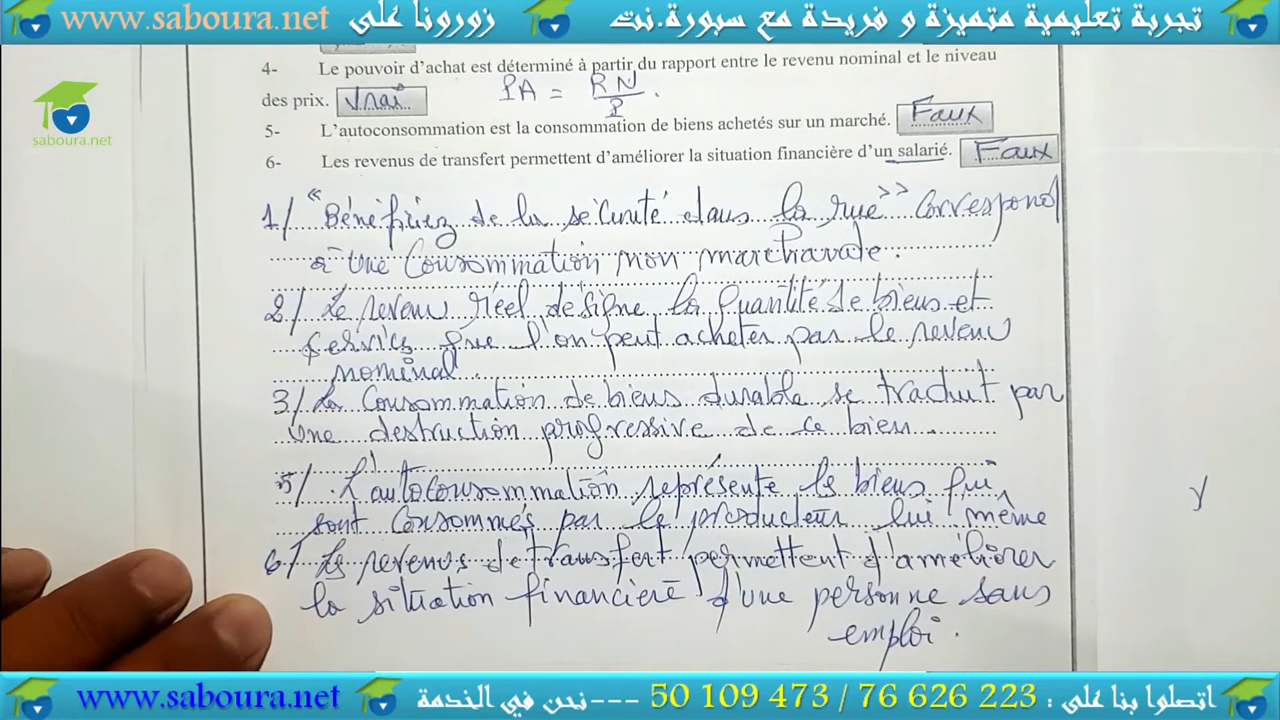 www.saboura.net زورونا على تجربة تعليمية متميزة و فريدة مع سبورة.نت
saboura.net
4- Le pouvoir d'achat est déterminé à partir du rapport entre le revenu nominal et le niveau
des prix. Vrai PA = RN / P .
5- L'autoconsommation est la consommation de biens achetés sur un marché. Faux
6- Les revenus de transfert permettent d'améliorer la situation financière d'un salarié. Faux
1/ "Bénéficiez de la sécurité dans la rue" correspond
à une consommation non marchande.
2/ Le revenu réel désigne la quantité de biens et
services que l'on peut acheter par le revenu
nominal.
3/ La consommation de biens durable se traduit par
une destruction progressive de ce bien.
5/ L'autoconsommation représente les biens qui
sont consommés par le producteur lui même
6/ Les revenus de transfert permettent d'améliorer
la situation financière d'une personne sans
emploi.
y
www.saboura.net اتصلوا بنا على : 50 109 473 / 76 626 223 ---نحن في الخدمة